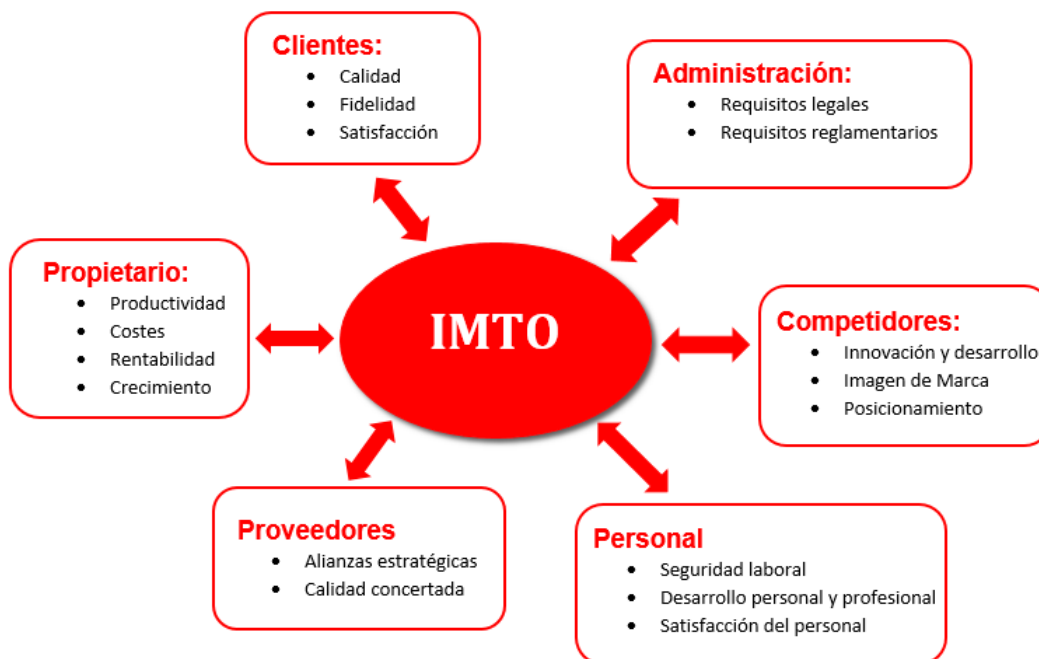 Clientes:
• Calidad
• Fidelidad
• Satisfacción
Administración:
• Requisitos legales
• Requisitos reglamentarios
Propietario:
• Productividad
• Costes
• Rentabilidad
• Crecimiento
IMTO
Competidores:
• Innovación y desarrollo
• Imagen de Marca
• Posicionamiento
Proveedores
• Alianzas estratégicas
• Calidad concertada
Personal
• Seguridad laboral
• Desarrollo personal y profesional
• Satisfacción del personal